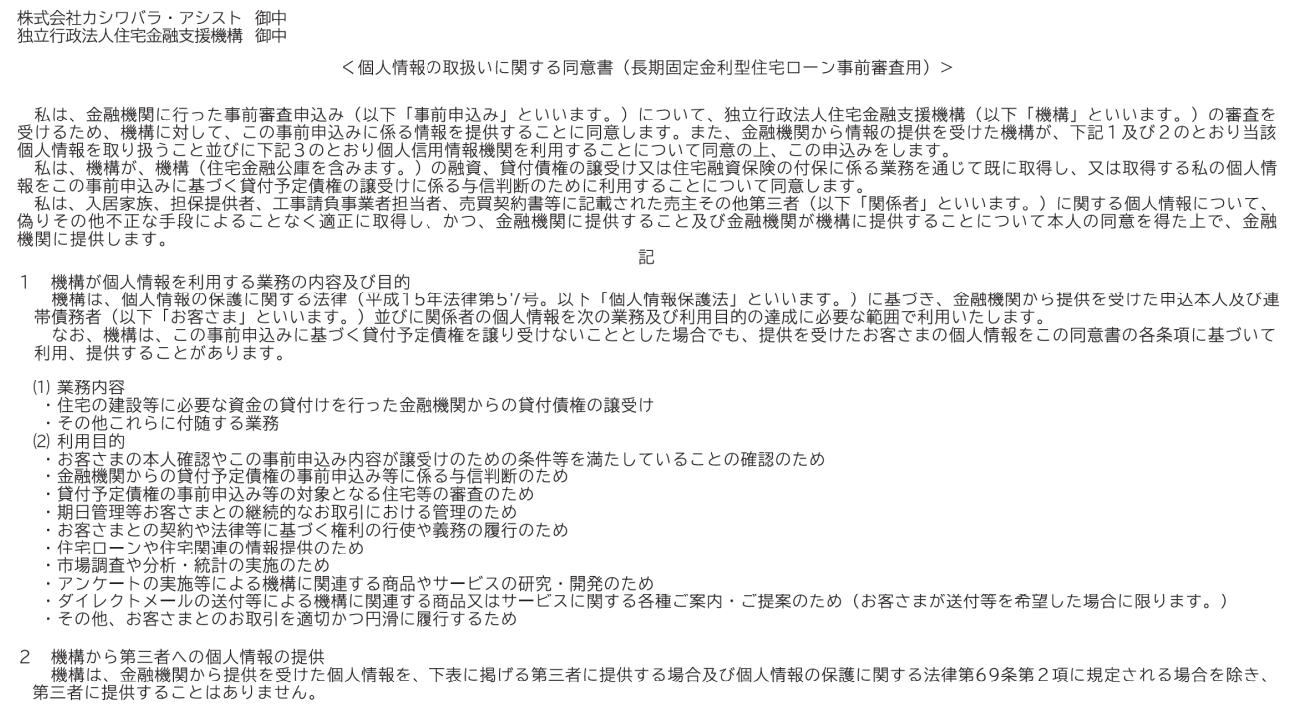 株式会社カシワバラ・アシスト 御中
独立行政法人住宅金融支援機構 御中
＜個人情報の取扱いに関する同意書（長期固定金利型住宅ローン事前審査用）＞
私は、金融機関に行った事前審査申込み（以下「事前申込み」といいます。）について、独立行政法人住宅金融支援機構（以下「機構」といいます。）の審査を
受けるため、機構に対して、この事前申込みに係る情報を提供することに同意します。また、金融機関から情報の提供を受けた機構が、下記１及び２のとおり当該
個人情報を取り扱うこと並びに下記３のとおり個人信用情報機関を利用することについて同意の上、この申込みをします。
私は、機構が、機構（住宅金融公庫を含みます。）の融資、貸付債権の譲受け又は住宅融資保険の付保に係る業務を通じて既に取得し、又は取得する私の個人情
報をこの事前申込みに基づく貸付予定債権の譲受けに係る与信判断のために利用することについて同意します。
私は、入居家族、担保提供者、工事請負事業者担当者、売買契約書等に記載された売主その他第三者（以下「関係者」といいます。）に関する個人情報について、
偽りその他不正な手段によることなく適正に取得し、かつ、金融機関に提供すること及び金融機関が機構に提供することについて本人の同意を得た上で、金融
機関に提供します。
記
１ 機構が個人情報を利用する業務の内容及び目的
機構は、個人情報の保護に関する法律（平成15年法律第57号。以下「個人情報保護法」といいます。）に基づき、金融機関から提供を受けた申込本人及び連
帯債務者（以下「お客さま」といいます。）並びに関係者の個人情報を次の業務及び利用目的の達成に必要な範囲で利用いたします。
なお、機構は、この事前申込みに基づく貸付予定債権を譲り受けないこととした場合でも、提供を受けたお客さまの個人情報をこの同意書の各条項に基づいて
利用、提供することがあります。
⑴ 業務内容
・住宅の建設等に必要な資金の貸付けを行った金融機関からの貸付債権の譲受け
・その他これらに付随する業務
⑵ 利用目的
・お客さまの本人確認やこの事前申込み内容が譲受けのための条件等を満たしていることの確認のため
・金融機関からの貸付予定債権の事前申込み等に係る与信判断のため
・貸付予定債権の事前申込み等の対象となる住宅等の審査のため
・期日管理等お客さまとの継続的なお取引における管理のため
・お客さまとの契約や法律等に基づく権利の行使や義務の履行のため
・住宅ローンや住宅関連の情報提供のため
・市場調査や分析・統計の実施のため
・アンケートの実施等による機構に関連する商品やサービスの研究・開発のため
・ダイレクトメールの送付等による機構に関連する商品又はサービスに関する各種ご案内・ご提案のため（お客さまが送付等を希望した場合に限ります。）
・その他、お客さまとのお取引を適切かつ円滑に履行するため
２ 機構から第三者への個人情報の提供
機構は、金融機関から提供を受けた個人情報を、下表に掲げる第三者に提供する場合及び個人情報の保護に関する法律第69条第２項に規定される場合を除き、
第三者に提供することはありません。